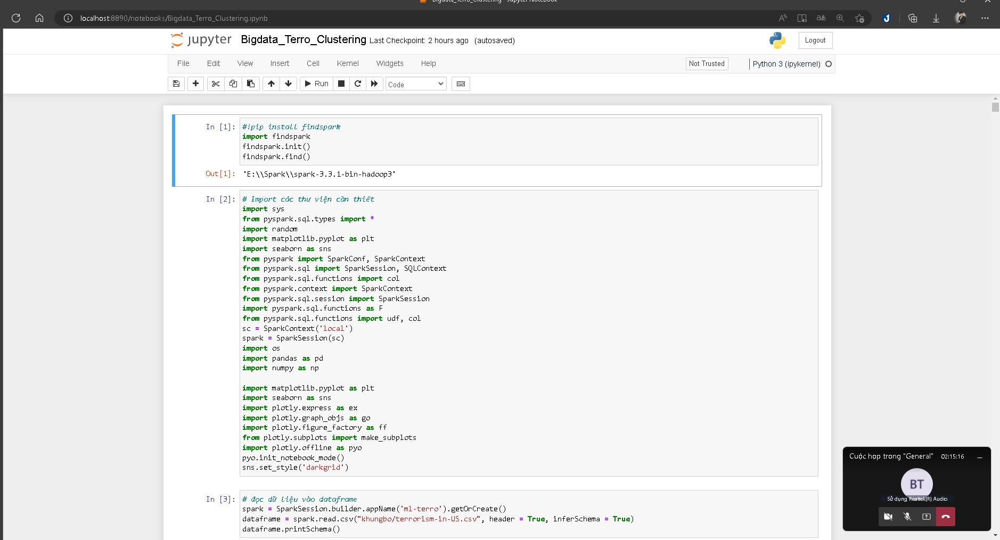 Bigdata_Terro_Clustering - Jupyter Notebook
localhost:8890/notebooks/Bigdata_Terro_Clustering.ipynb
jupyter Bigdata_Terro_Clustering Last Checkpoint: 2 hours ago (autosaved)
Logout
File Edit View Insert Cell Kernel Widgets Help
Not Trusted
Python 3 (ipykernel)
Run
Code
In [1]: #!pip install findspark
import findspark
findspark.init()
findspark.find()
Out[1]: 'E:\\Spark\\spark-3.3.1-bin-hadoop3'
In [2]: # Import các thư viện cần thiết
import sys
from pyspark.sql.types import *
import random
import matplotlib.pyplot as plt
import seaborn as sns
from pyspark import SparkConf, SparkContext
from pyspark.sql import SparkSession, SQLContext
from pyspark.sql.functions import col
from pyspark.context import SparkContext
from pyspark.sql.session import SparkSession
import pyspark.sql.functions as F
from pyspark.sql.functions import udf, col
sc = SparkContext('local')
spark = SparkSession(sc)
import os
import pandas as pd
import numpy as np
import matplotlib.pyplot as plt
import seaborn as sns
import plotly.express as ex
import plotly.graph_objs as go
import plotly.figure_factory as ff
from plotly.subplots import make_subplots
import plotly.offline as pyo
pyo.init_notebook_mode()
sns.set_style('darkgrid')
In [3]: # đọc dữ liệu vào dataframe
spark = SparkSession.builder.appName('ml-terro').getOrCreate()
dataframe = spark.read.csv("khungbo/terrorism-in-US.csv", header = True, inferSchema = True)
dataframe.printSchema()
Cuộc họp trong "General" 02:15:16
BT
Sử dụng Realtek(R) Audio